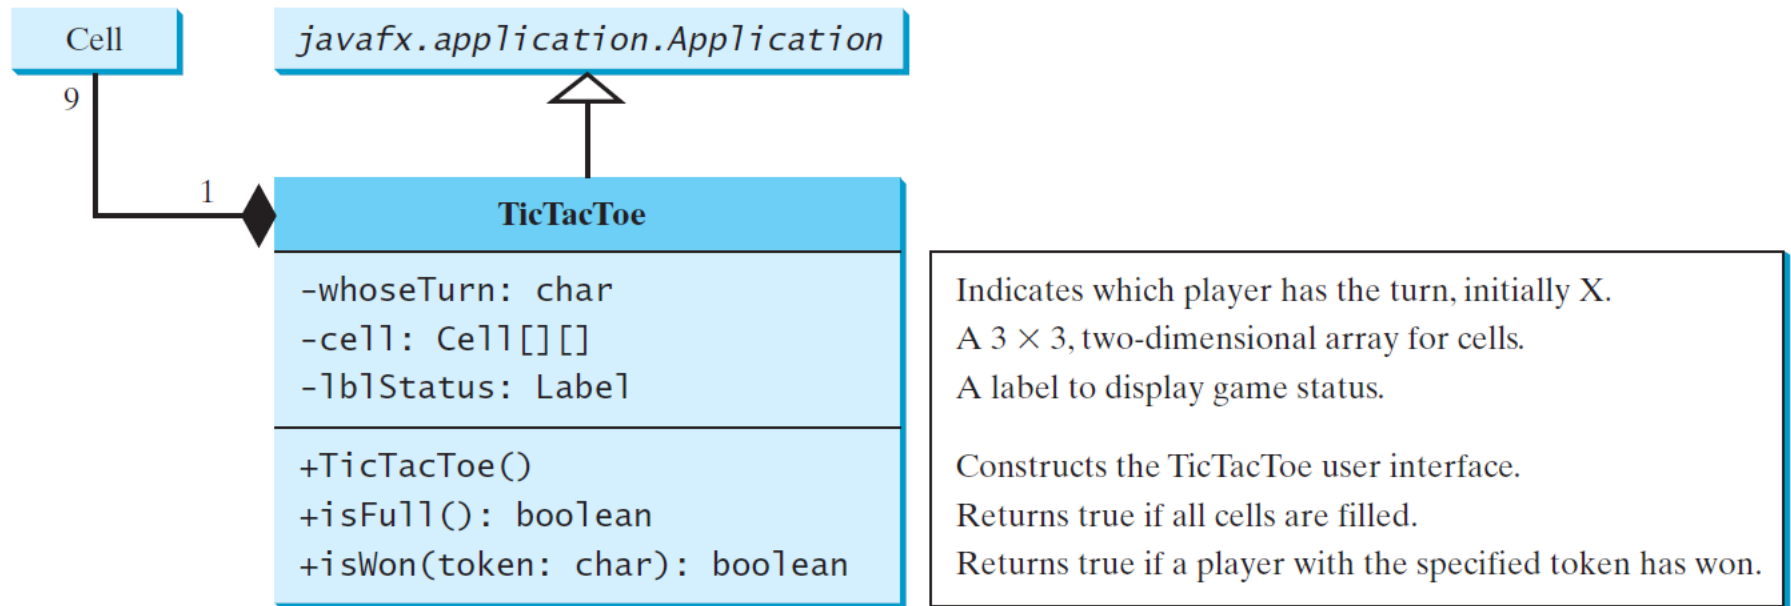 Cell
javafx.application.Application
9
1
TicTacToe
-whoseTurn: char
-cell: Cell[][]
-lblStatus: Label
+TicTacToe()
+isFull(): boolean
+isWon(token: char): boolean
Indicates which player has the turn, initially X.
A 3 × 3, two-dimensional array for cells.
A label to display game status.
Constructs the TicTacToe user interface.
Returns true if all cells are filled.
Returns true if a player with the specified token has won.